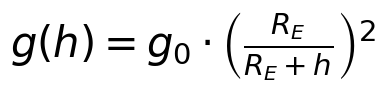 g(h) = g₀ · (R_E / (R_E + h))²